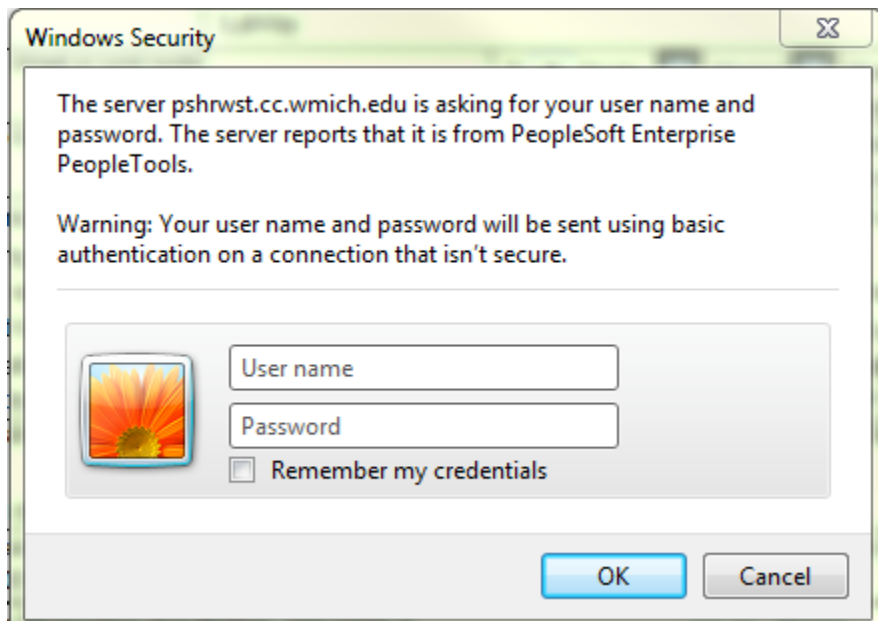 Windows Security
The server pshrwst.cc.wmich.edu is asking for your user name and
password. The server reports that it is from PeopleSoft Enterprise
PeopleTools.
Warning: Your user name and password will be sent using basic
authentication on a connection that isn't secure.
User name
Password
Remember my credentials
OK
Cancel